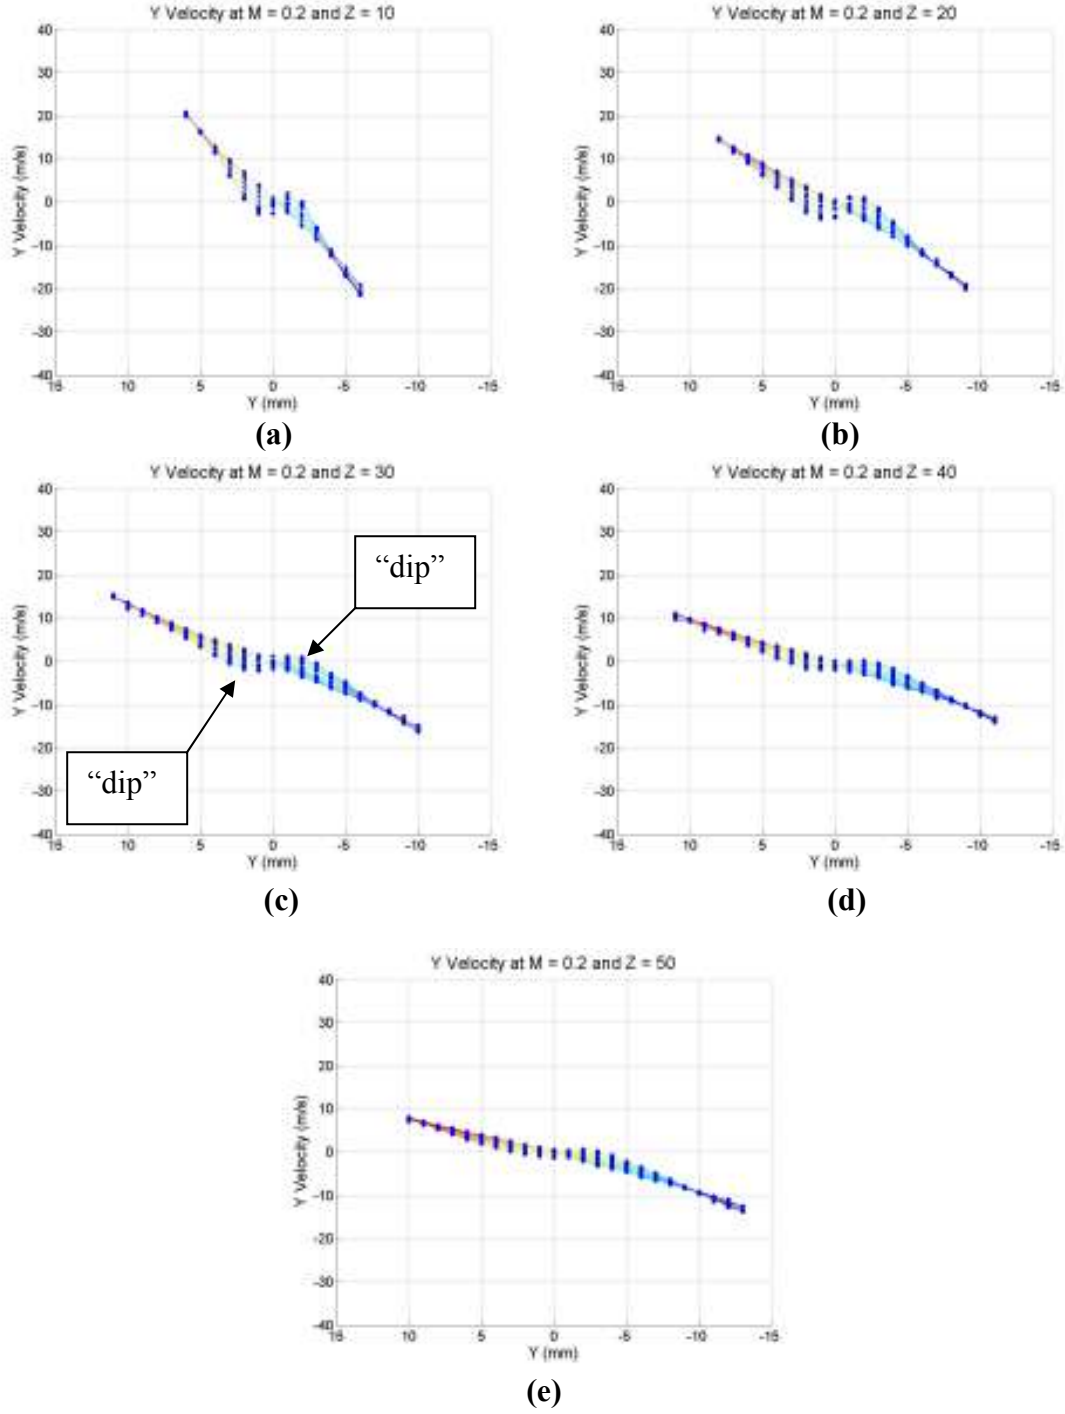 Y Velocity at M = 0.2 and Z = 10
40
30
20
10
0
-10
-20
-30
-40
Y Velocity (m/s)
15 10 5 0 -5 -10 -15
Y (mm)
(a)
Y Velocity at M = 0.2 and Z = 20
40
30
20
10
0
-10
-20
-30
-40
Y Velocity (m/s)
15 10 5 0 -5 -10 -15
Y (mm)
(b)
Y Velocity at M = 0.2 and Z = 30
40
30
20
10
0
-10
-20
-30
-40
Y Velocity (m/s)
“dip”
“dip”
15 10 5 0 -5 -10 -15
Y (mm)
(c)
Y Velocity at M = 0.2 and Z = 40
40
30
20
10
0
-10
-20
-30
-40
Y Velocity (m/s)
15 10 5 0 -5 -10 -15
Y (mm)
(d)
Y Velocity at M = 0.2 and Z = 50
40
30
20
10
0
-10
-20
-30
-40
Y Velocity (m/s)
15 10 5 0 -5 -10 -15
Y (mm)
(e)